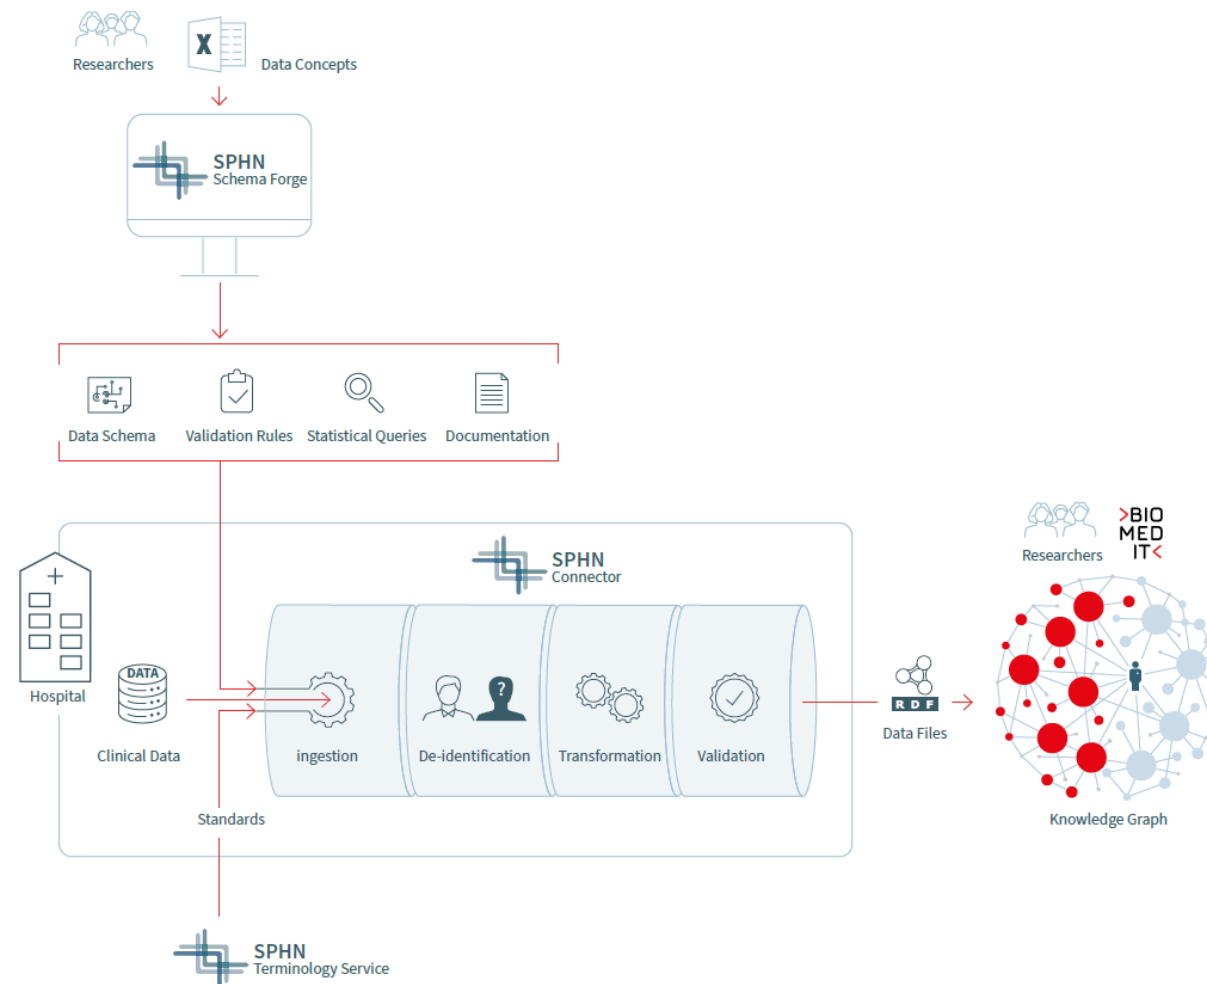 Researchers
X
Data Concepts
SPHN
Schema Forge
Data Schema
Validation Rules
Statistical Queries
Documentation
SPHN
Connector
Hospital
DATA
Clinical Data
ingestion
?
De-identification
Transformation
Validation
Standards
SPHN
Terminology Service
RDF
Data Files
Researchers
>BIO
MED
IT<
Knowledge Graph